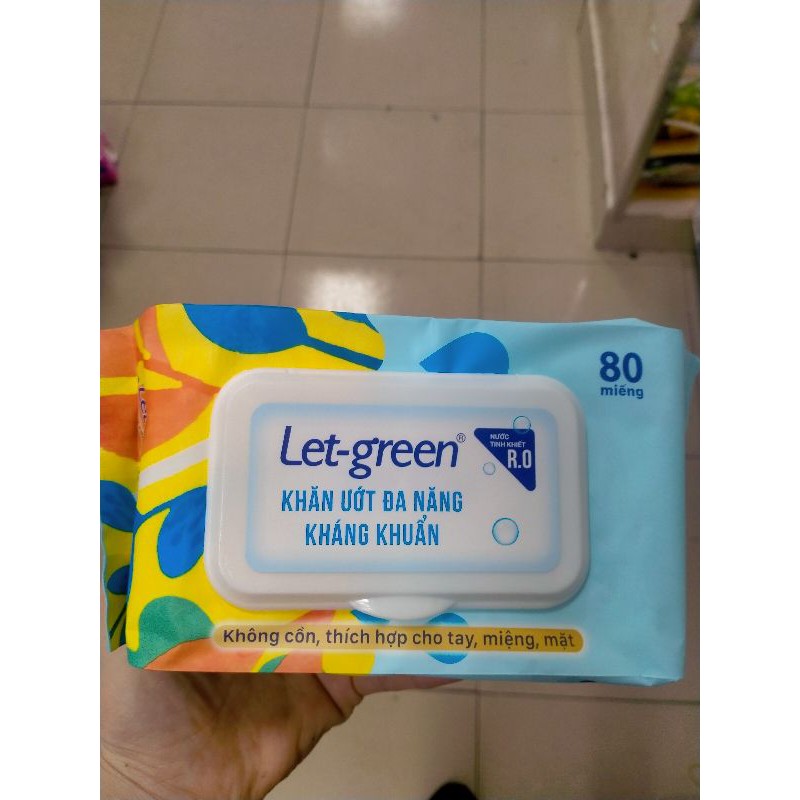 80
miếng
Let-green®
NƯỚC
TINH KHIẾT
R.O
KHĂN ƯỚT ĐA NĂNG
KHÁNG KHUẨN
Không cồn, thích hợp cho tay, miệng, mặt